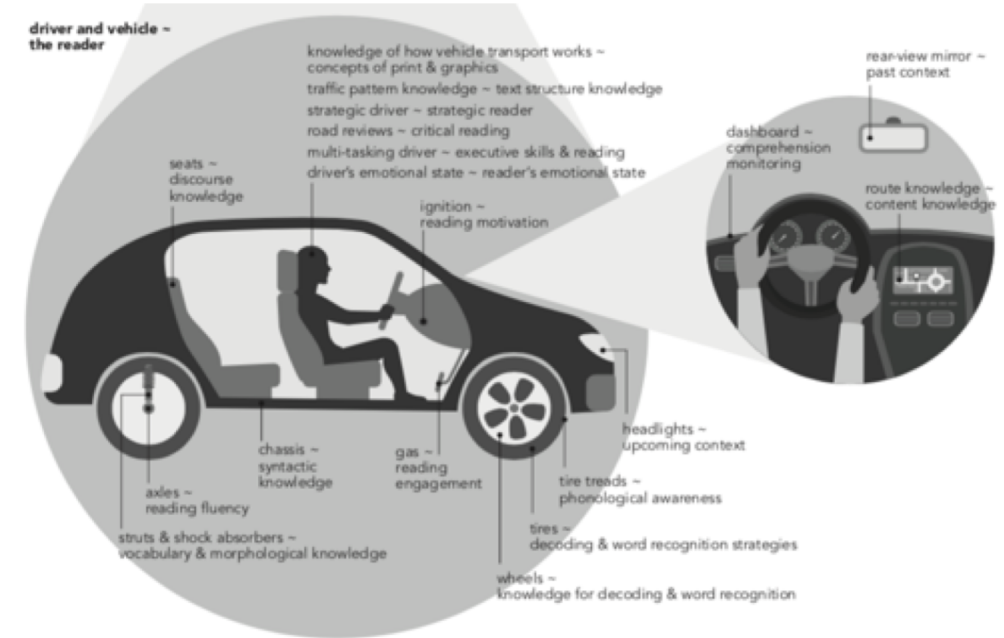 driver and vehicle ~
the reader
knowledge of how vehicle transport works ~
concepts of print & graphics
traffic pattern knowledge ~ text structure knowledge
strategic driver ~ strategic reader
road reviews ~ critical reading
multi-tasking driver ~ executive skills & reading
driver's emotional state ~ reader's emotional state
seats ~
discourse
knowledge
ignition ~
reading motivation
rear-view mirror ~
past context
dashboard ~
comprehension
monitoring
route knowledge ~
content knowledge
headlights ~
upcoming context
chassis ~
syntactic
knowledge
gas ~
reading
engagement
tire treads ~
phonological awareness
axles ~
reading fluency
struts & shock absorbers ~
vocabulary & morphological knowledge
tires ~
decoding & word recognition strategies
wheels ~
knowledge for decoding & word recognition